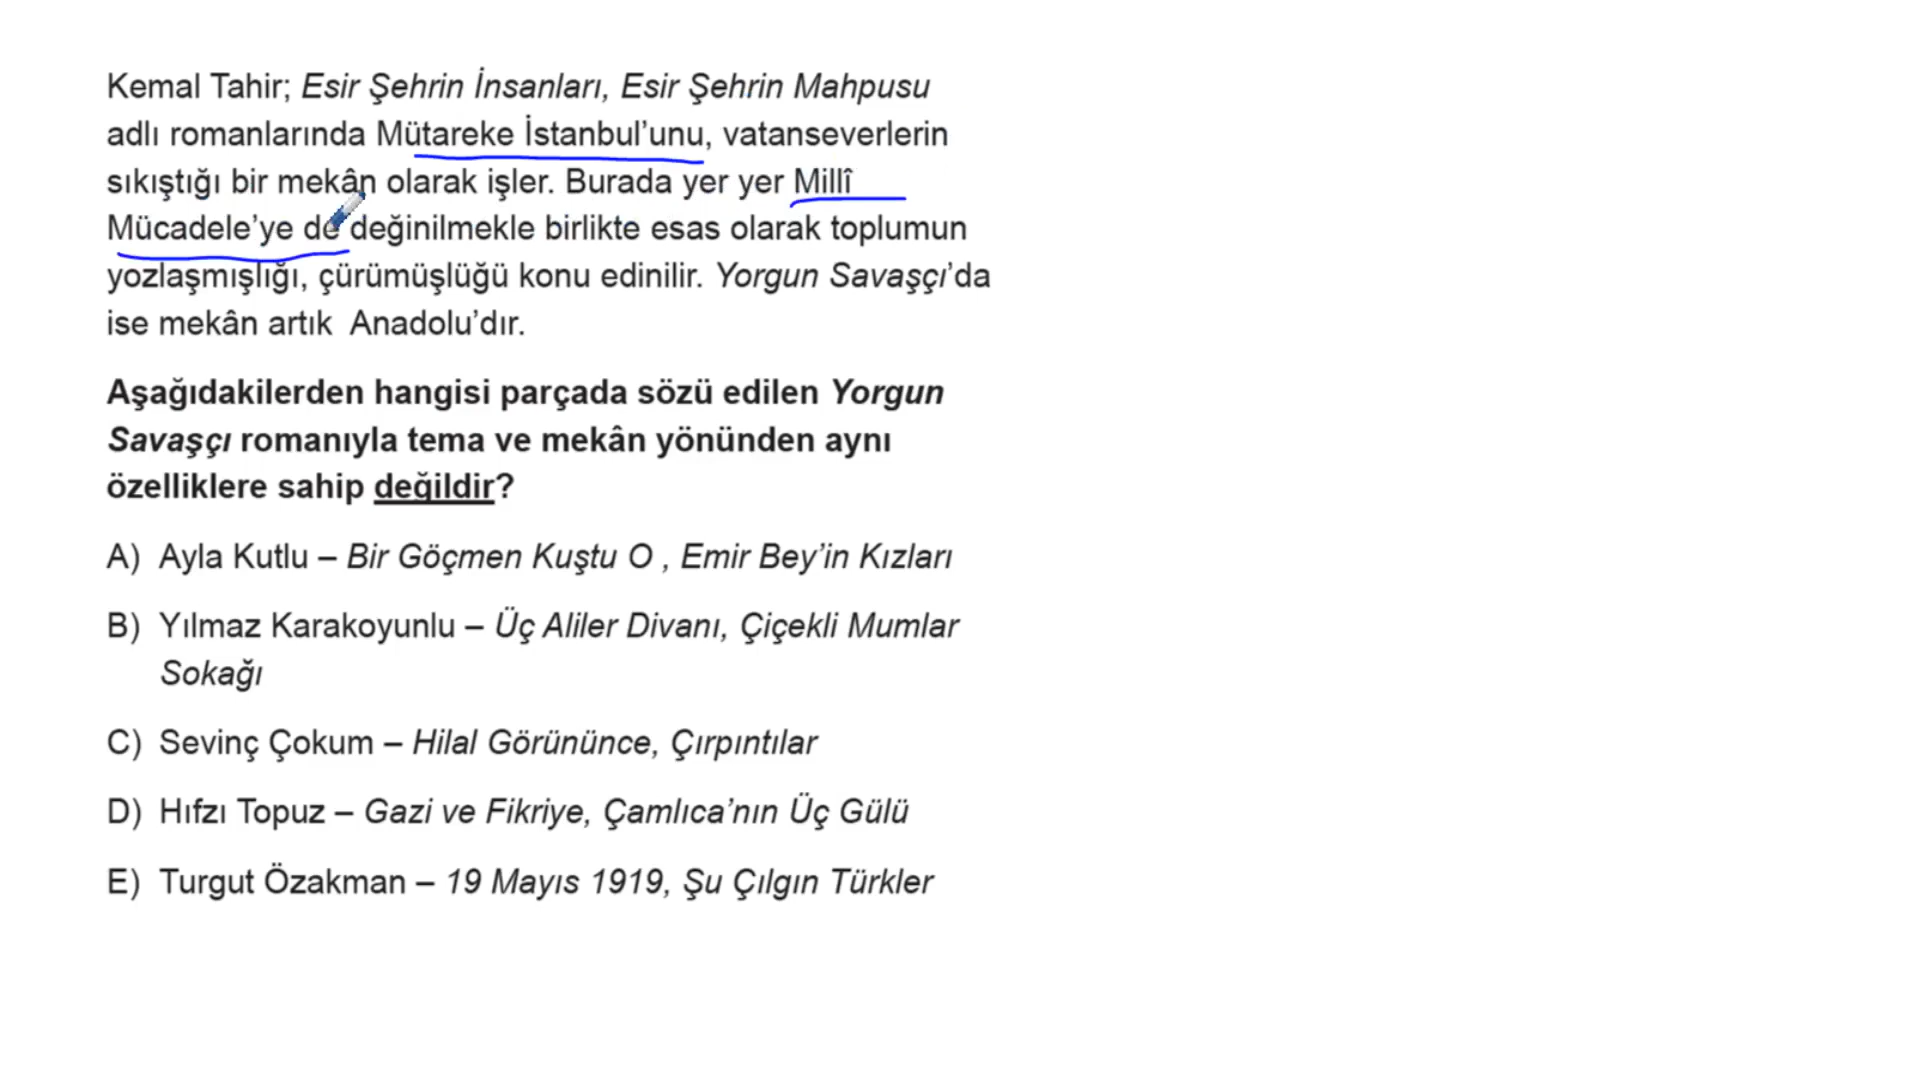 Kemal Tahir; Esir Şehrin İnsanları, Esir Şehrin Mahpusu
adlı romanlarında Mütareke İstanbul’unu, vatanseverlerin
sıkıştığı bir mekân olarak işler. Burada yer yer Millî
Mücadele’ye de değinilmekle birlikte esas olarak toplumun
yozlaşmışlığı, çürümüşlüğü konu edinilir. Yorgun Savaşçı’da
ise mekân artık Anadolu’dır.
Aşağıdakilerden hangisi parçada sözü edilen Yorgun
Savaşçı romanıyla tema ve mekân yönünden aynı
özelliklere sahip değildir?
A) Ayla Kutlu – Bir Göçmen Kuştu O , Emir Bey’in Kızları
B) Yılmaz Karakoyunlu – Üç Aliler Divanı, Çiçekli Mumlar
Sokağı
C) Sevinç Çokum – Hilal Görününce, Çırpıntılar
D) Hıfzı Topuz – Gazi ve Fikriye, Çamlıca’nın Üç Gülü
E) Turgut Özakman – 19 Mayıs 1919, Şu Çılgın Türkler